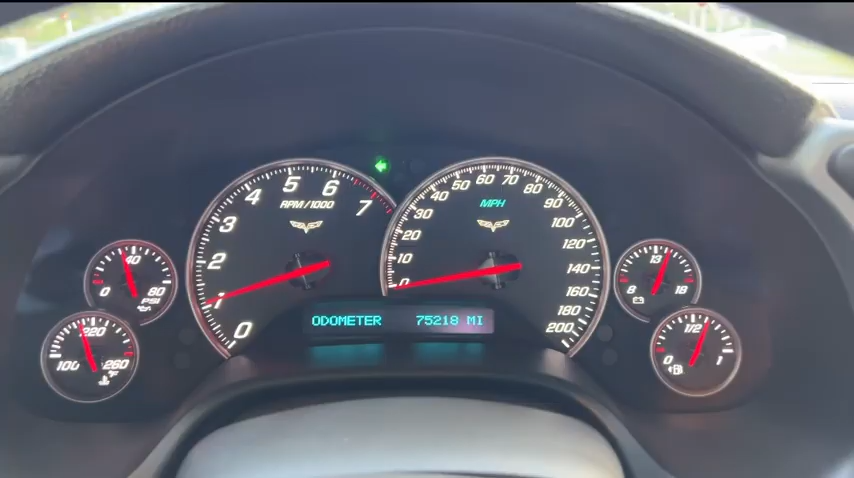 0 1 2 3 4 5 6 7
RPM/1000
0 10 20 30 40 50 60 70 80 90 100 120 140 160 180 200
MPH
0 40 80
PSI
100 220 260
°F
8 13 18
0 1/2 1
ODOMETER 75218 MI